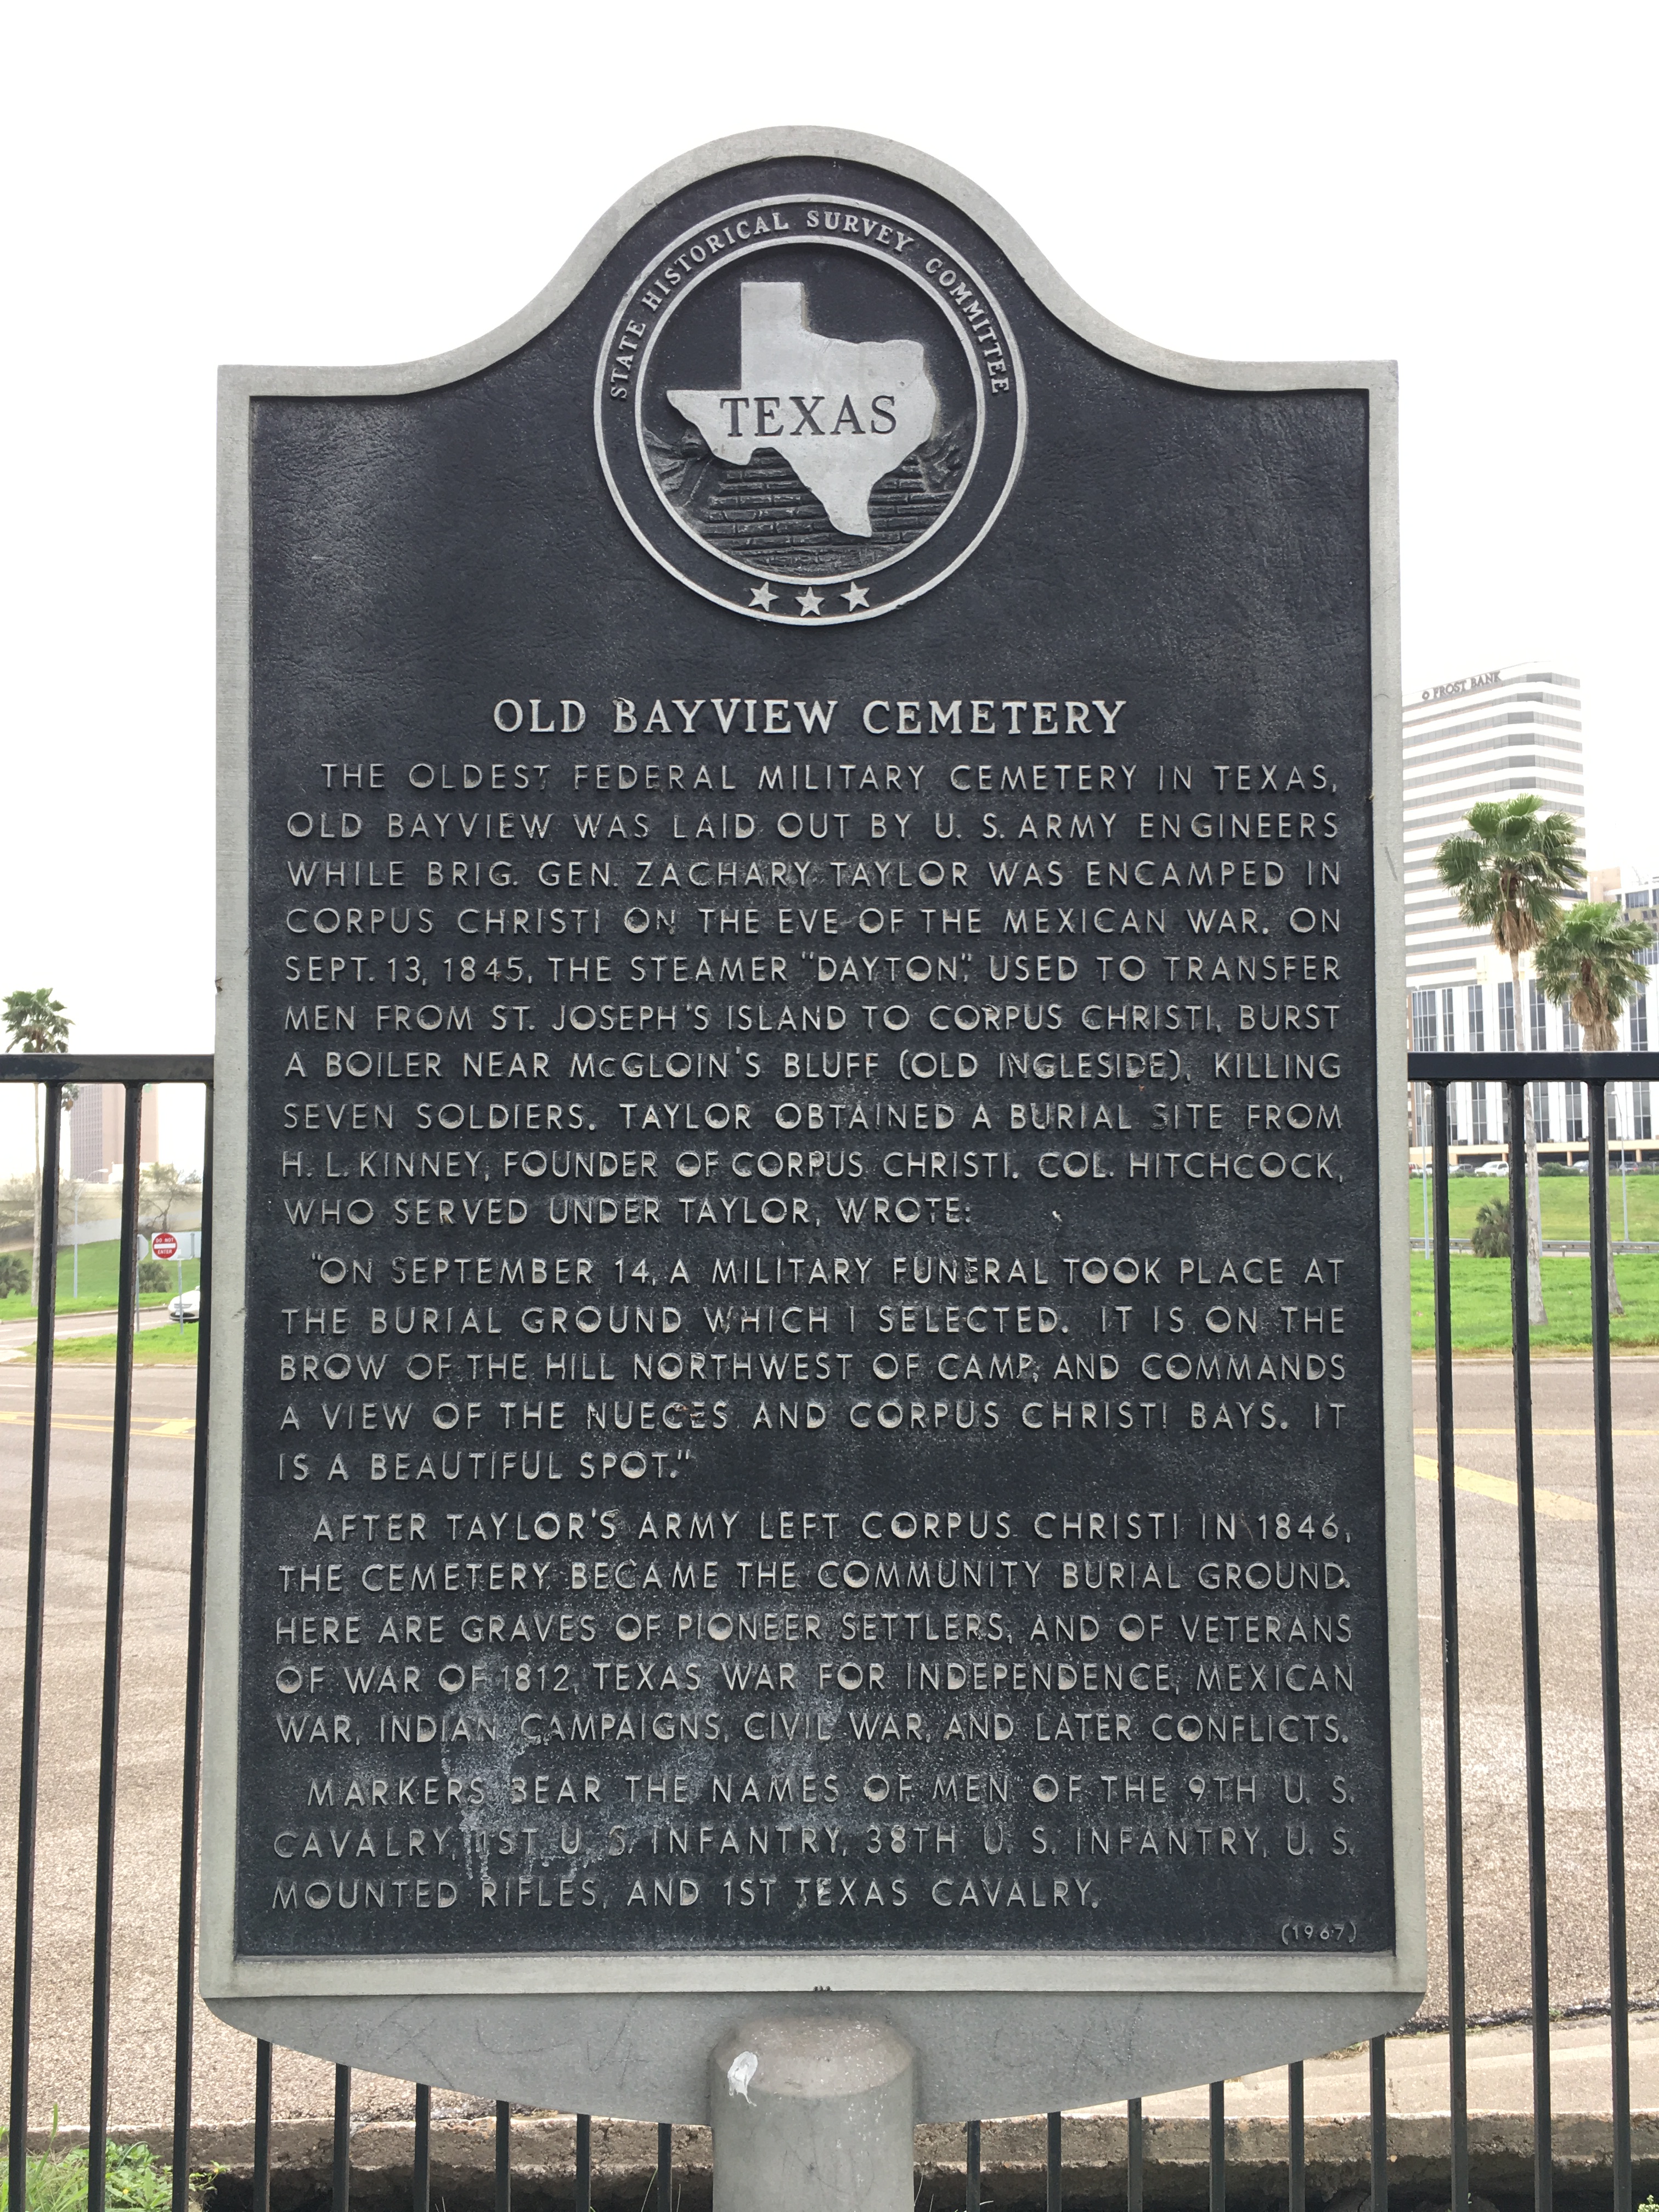 STATE HISTORICAL SURVEY COMMITTEE
TEXAS
OLD BAYVIEW CEMETERY
THE OLDEST FEDERAL MILITARY CEMETERY IN TEXAS,
OLD BAYVIEW WAS LAID OUT BY U. S. ARMY ENGINEERS
WHILE BRIG. GEN. ZACHARY TAYLOR WAS ENCAMPED IN
CORPUS CHRISTI ON THE EVE OF THE MEXICAN WAR. ON
SEPT. 13, 1845, THE STEAMER "DAYTON", USED TO TRANSFER
MEN FROM ST. JOSEPH'S ISLAND TO CORPUS CHRISTI, BURST
A BOILER NEAR McGLOIN'S BLUFF (OLD INGLESIDE), KILLING
SEVEN SOLDIERS. TAYLOR OBTAINED A BURIAL SITE FROM
H. L. KINNEY, FOUNDER OF CORPUS CHRISTI. COL. HITCHCOCK,
WHO SERVED UNDER TAYLOR, WROTE:
"ON SEPTEMBER 14, A MILITARY FUNERAL TOOK PLACE AT
THE BURIAL GROUND WHICH I SELECTED. IT IS ON THE
BROW OF THE HILL NORTHWEST OF CAMP, AND COMMANDS
A VIEW OF THE NUECES AND CORPUS CHRISTI BAYS. IT
IS A BEAUTIFUL SPOT."
AFTER TAYLOR'S ARMY LEFT CORPUS CHRISTI IN 1846,
THE CEMETERY BECAME THE COMMUNITY BURIAL GROUND.
HERE ARE GRAVES OF PIONEER SETTLERS, AND OF VETERANS
OF WAR OF 1812, TEXAS WAR FOR INDEPENDENCE, MEXICAN
WAR, INDIAN CAMPAIGNS, CIVIL WAR, AND LATER CONFLICTS.
MARKERS BEAR THE NAMES OF MEN OF THE 9TH U. S.
CAVALRY, 1ST U. S. INFANTRY, 38TH U. S. INFANTRY, U. S.
MOUNTED RIFLES, AND 1ST TEXAS CAVALRY.
(1967)
FROST BANK
DO NOT
ENTER